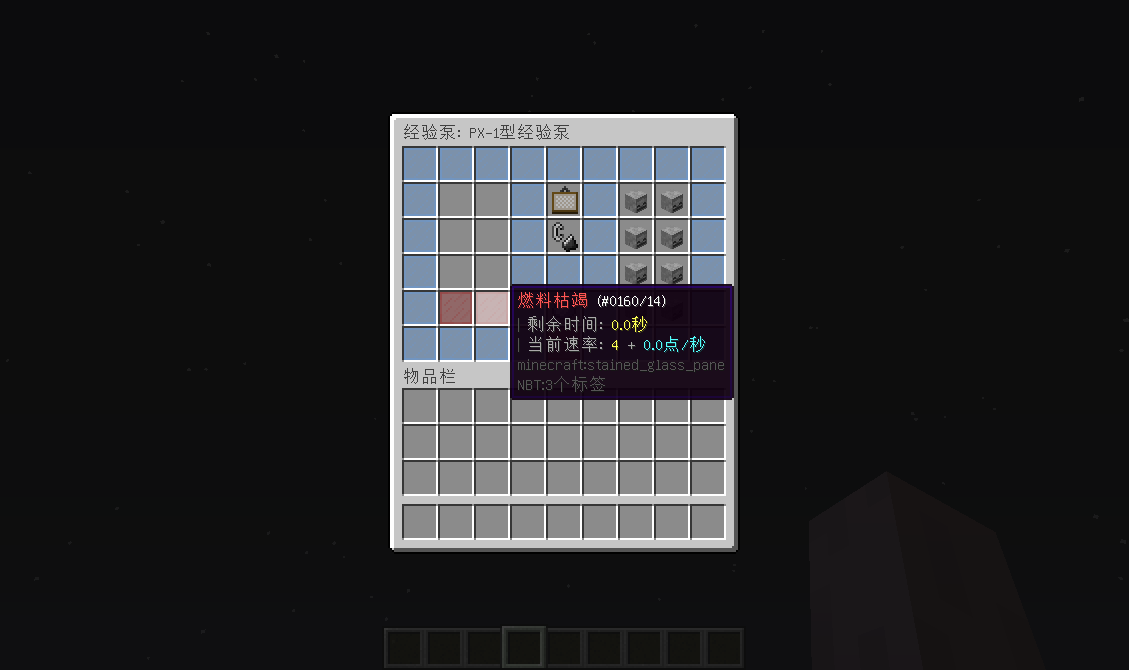 经验泵: PX-1型经验泵
燃料枯竭 (#0160/14)
| 剩余时间: 0.0秒
| 当前速率: 4 + 0.0点/秒
minecraft:stained_glass_pane
NBT:3个标签
物品栏